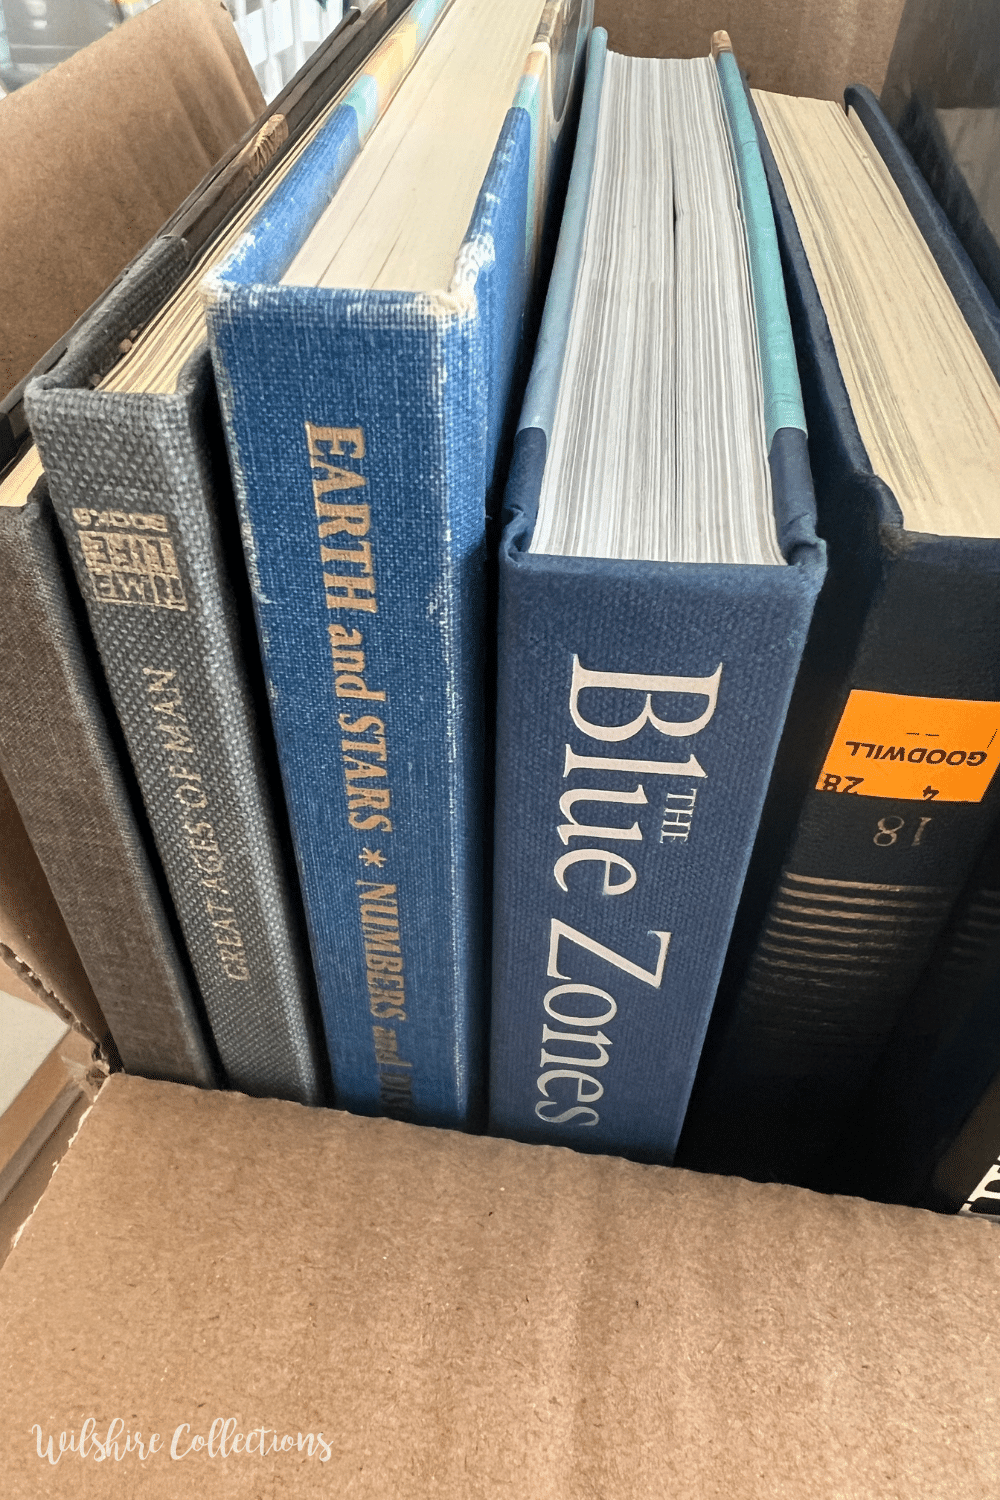 TIME
LIFE
BOOKS
GREAT AGES OF MAN
EARTH and STARS * NUMBERS and
THE
Blue Zones
GOODWILL
4 28
18
Wilshire Collections